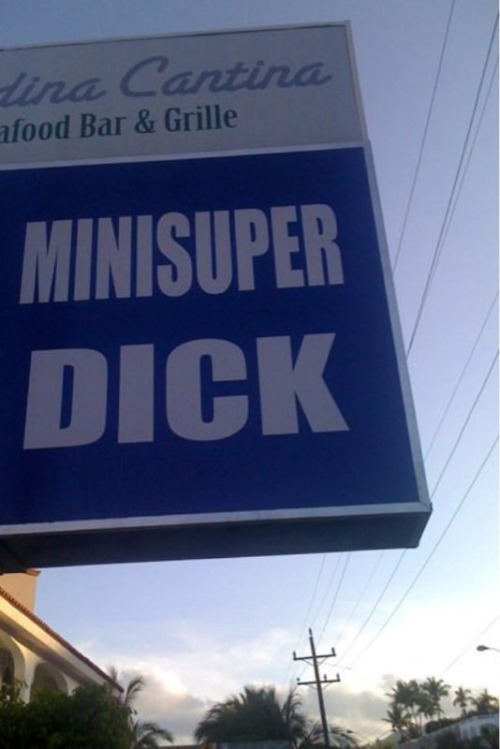 dina Cantina
afood Bar & Grille
MINISUPER
DICK